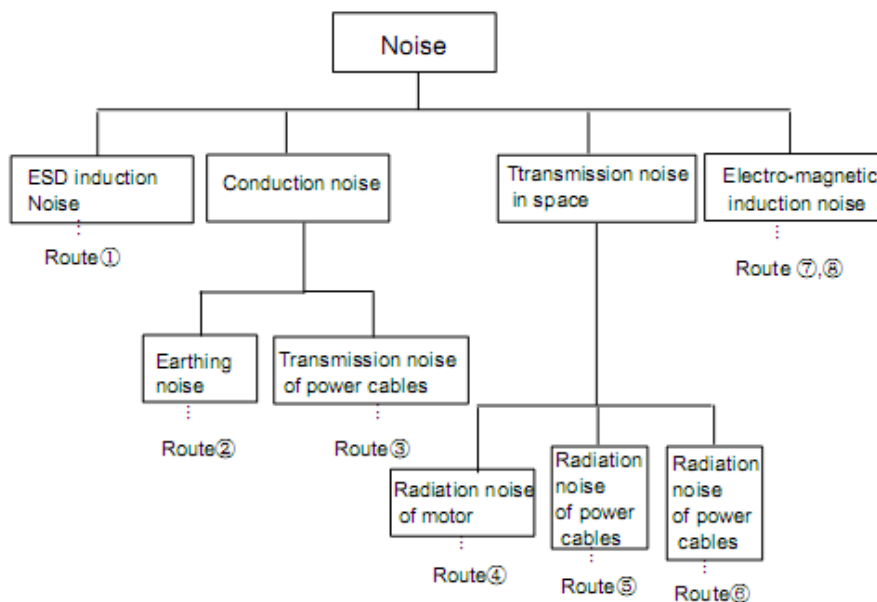 Noise
ESD induction
Noise
Conduction noise
Ttransmission noise
in space
Electro-magnetic
induction noise
Route①
Route ⑦,⑧
Earthing
noise
Transmission noise
of power cables
Route②
Route③
Radiation noise
of motor
Radiation
noise
of power
cables
Radiation
noise
of power
cables
Route④
Route⑤
Route⑥